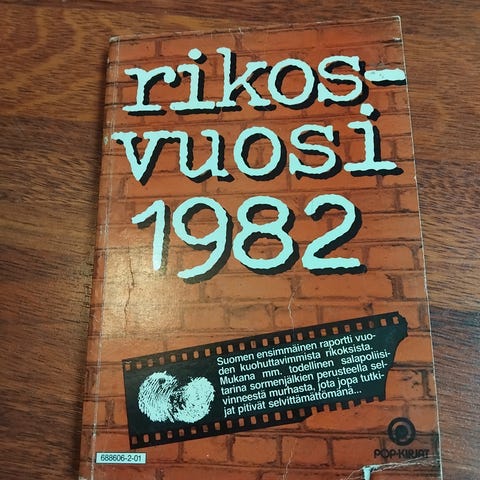 rikos-
vuosi
1982
Suomen ensimmäinen raportti vuo-
den kuohuttavimmista rikoksista.
Mukana mm. todellinen salapoliisi-
tarina sormenjälkien perusteella sel-
vinneestä murhasta, jota jopa tutki-
jat pitivät selvittämättömänä...
688606-2-01
POP-KIRJAT